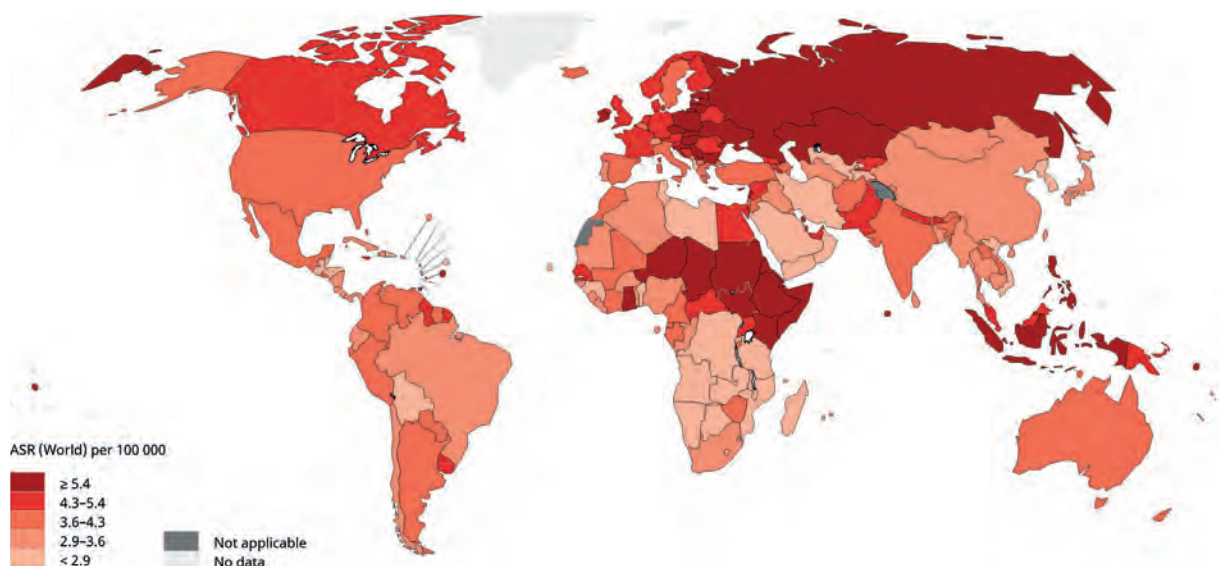 ASR (World) per 100 000
≥ 5.4
4.3–5.4
3.6–4.3
2.9–3.6
< 2.9
Not applicable
No data